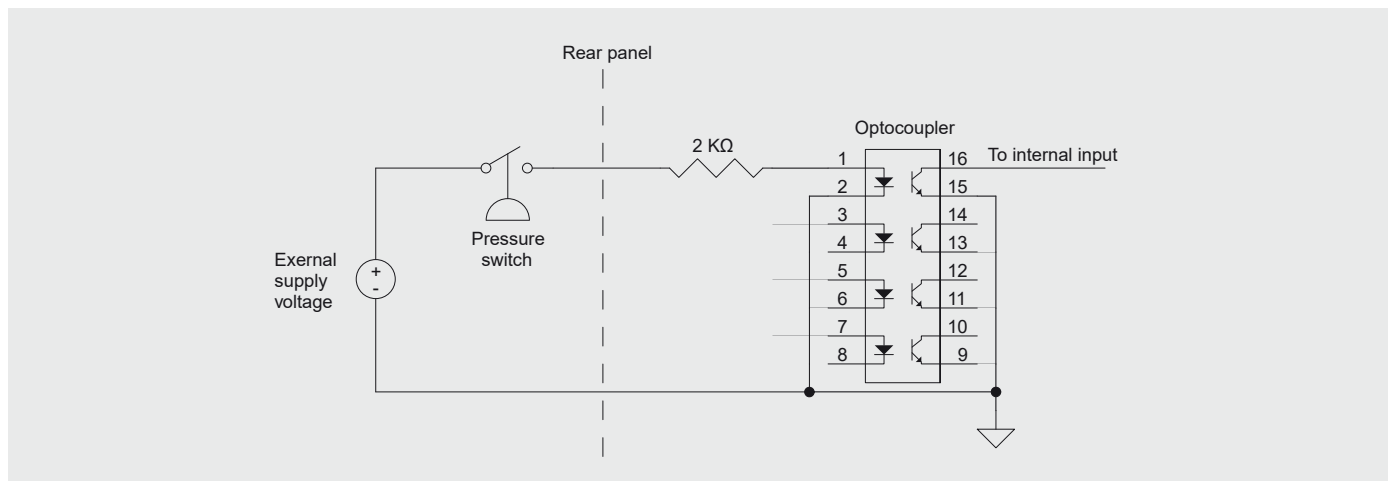 Rear panel
Optocoupler
2 KΩ
1
16
To internal input
2
15
3
14
Pressure
switch
4
13
Exernal
supply
voltage
+
-
5
12
6
11
7
10
8
9